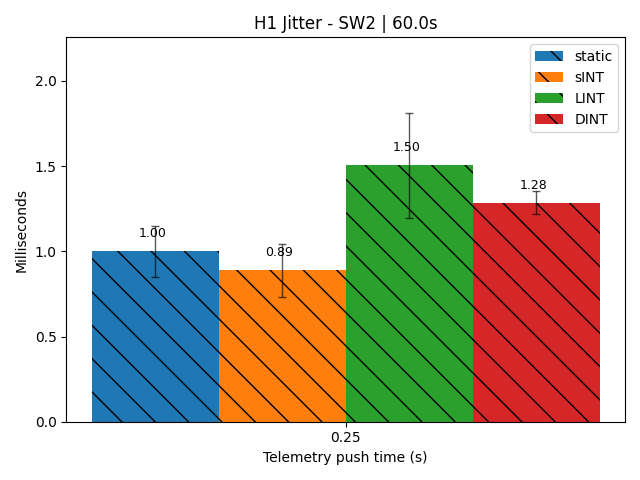 H1 Jitter - SW2 | 60.0s
static
sINT
LINT
DINT
2.0
1.5
1.0
0.5
0.0
Milliseconds
1.00
0.89
1.50
1.28
0.25
Telemetry push time (s)